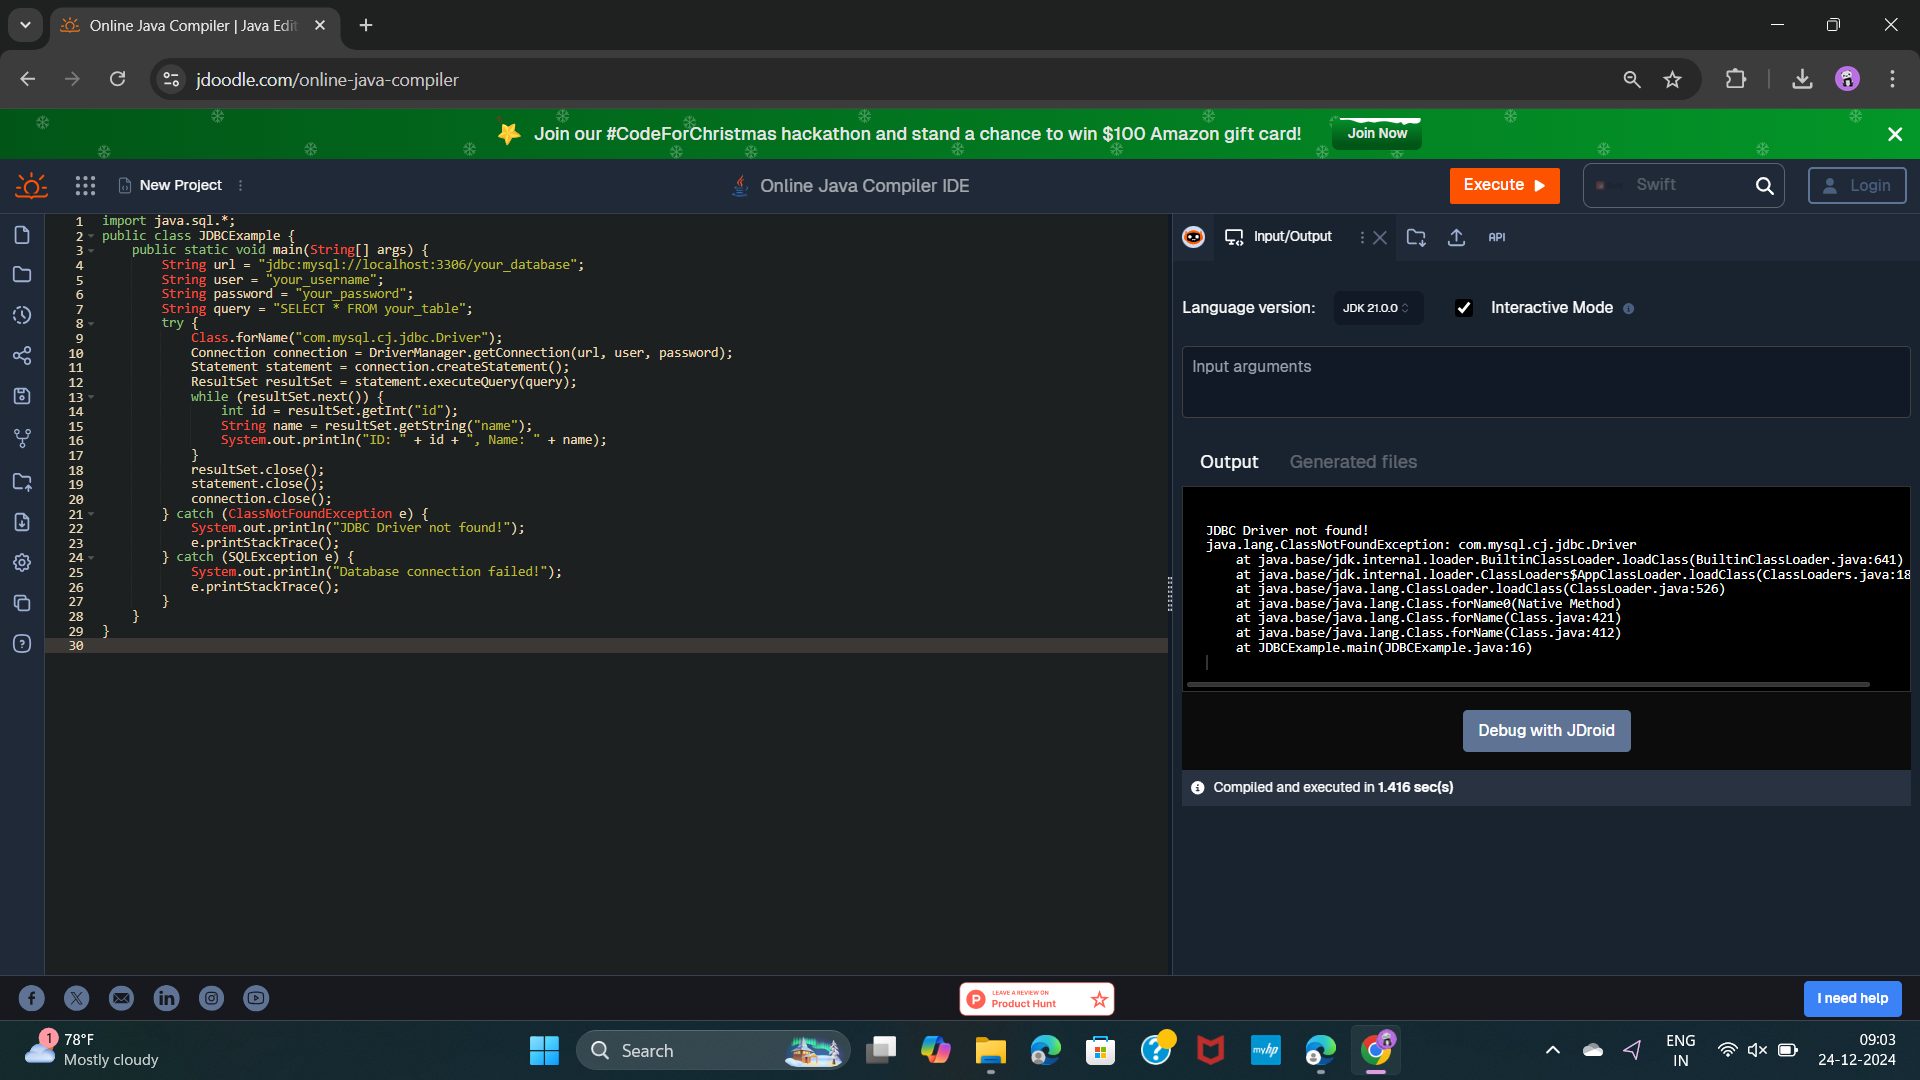 Online Java Compiler | Java Edit
jdoodle.com/online-java-compiler
Join our #CodeForChristmas hackathon and stand a chance to win $100 Amazon gift card!
Join Now
New Project
Online Java Compiler IDE
Execute
Swift
Login
1 import java.sql.*;
2 public class JDBCExample {
3 public static void main(String[] args) {
4 String url = "jdbc:mysql://localhost:3306/your_database";
5 String user = "your_username";
6 String password = "your_password";
7 String query = "SELECT * FROM your_table";
8 try {
9 Class.forName("com.mysql.cj.jdbc.Driver");
10 Connection connection = DriverManager.getConnection(url, user, password);
11 Statement statement = connection.createStatement();
12 ResultSet resultSet = statement.executeQuery(query);
13 while (resultSet.next()) {
14 int id = resultSet.getInt("id");
15 String name = resultSet.getString("name");
16 System.out.println("ID: " + id + ", Name: " + name);
17 }
18 resultSet.close();
19 statement.close();
20 connection.close();
21 } catch (ClassNotFoundException e) {
22 System.out.println("JDBC Driver not found!");
23 e.printStackTrace();
24 } catch (SQLException e) {
25 System.out.println("Database connection failed!");
26 e.printStackTrace();
27 }
28 }
29 }
30
Input/Output
API
Language version:
JDK 21.0.0
Interactive Mode
Input arguments
Output
Generated files
JDBC Driver not found!
java.lang.ClassNotFoundException: com.mysql.cj.jdbc.Driver
at java.base/jdk.internal.loader.BuiltinClassLoader.loadClass(BuiltinClassLoader.java:641)
at java.base/jdk.internal.loader.ClassLoaders$AppClassLoader.loadClass(ClassLoaders.java:18
at java.base/java.lang.ClassLoader.loadClass(ClassLoader.java:526)
at java.base/java.lang.Class.forName0(Native Method)
at java.base/java.lang.Class.forName(Class.java:421)
at java.base/java.lang.Class.forName(Class.java:412)
at JDBCExample.main(JDBCExample.java:16)
Debug with JDroid
Compiled and executed in 1.416 sec(s)
LEAVE A REVIEW ON
Product Hunt
I need help
1
78°F
Mostly cloudy
Search
myhp
ENG
IN
09:03
24-12-2024